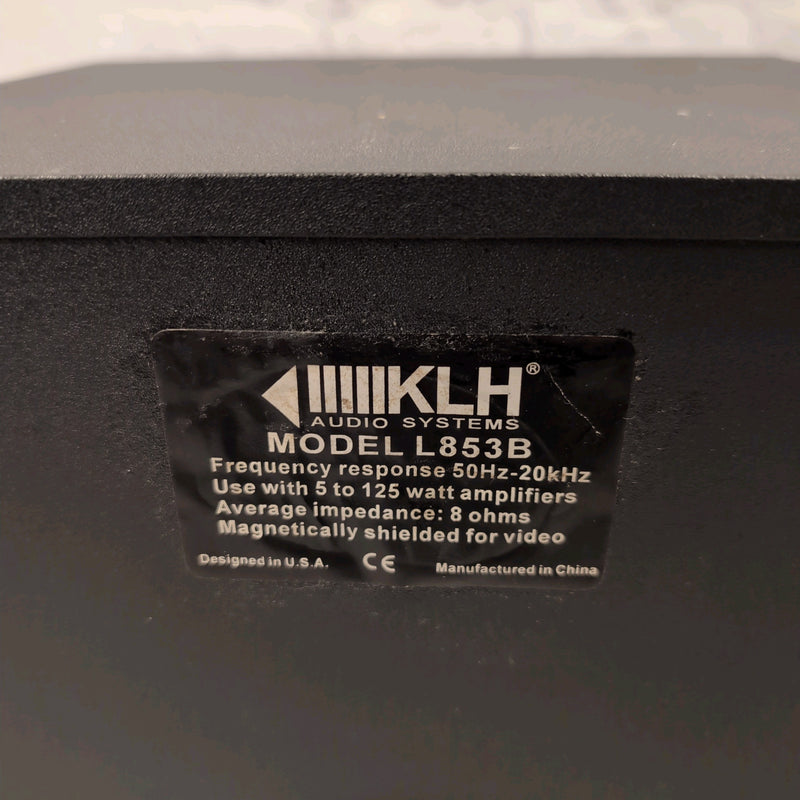 KLH®
AUDIO SYSTEMS
MODEL L853B
Frequency response 50Hz-20kHz
Use with 5 to 125 watt amplifiers
Average impedance: 8 ohms
Magnetically shielded for video
Designed in U.S.A. CE Manufactured in China